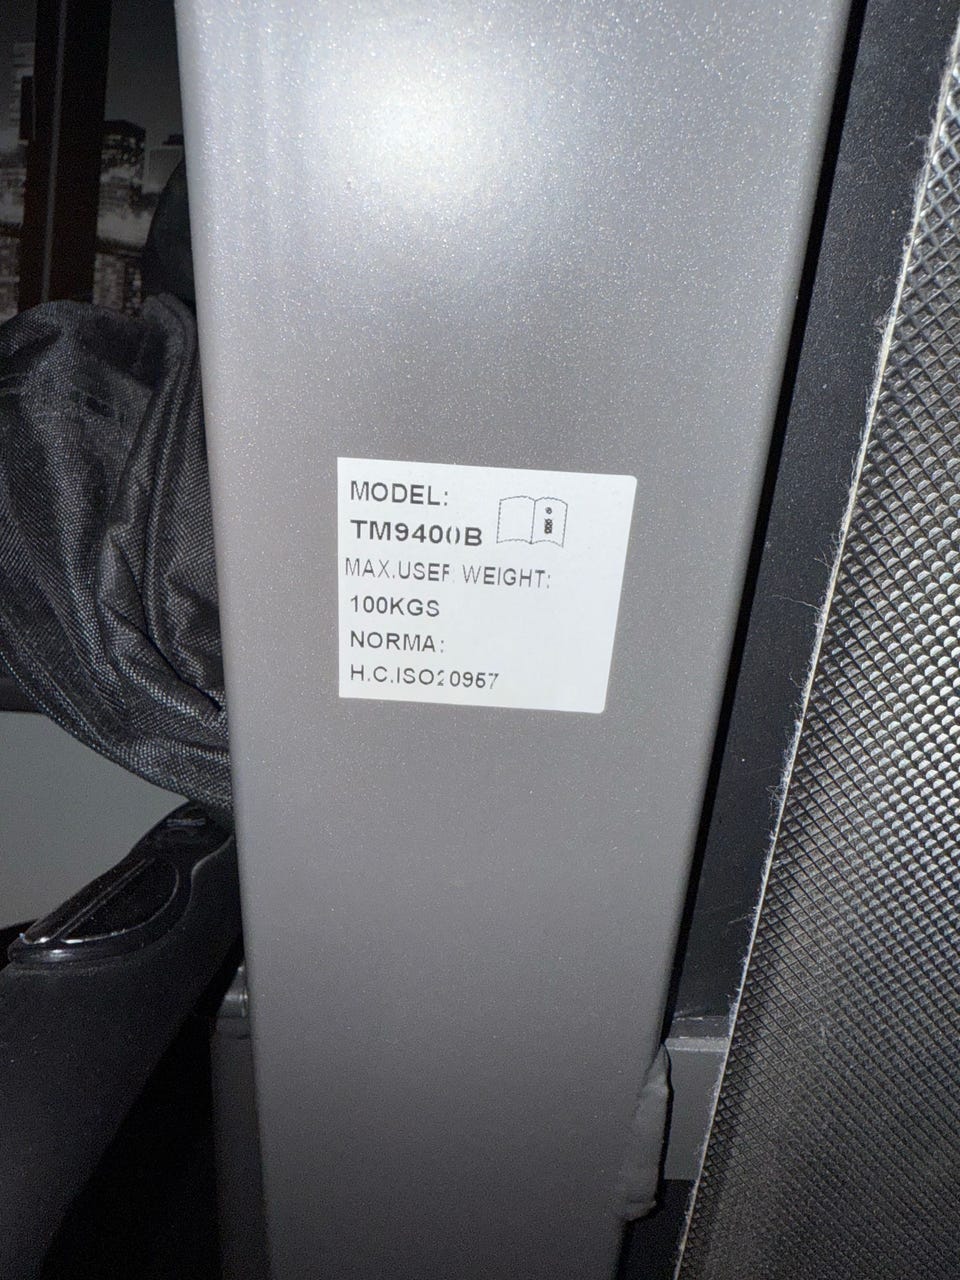 MODEL:
TM9400B
MAX.USER WEIGHT:
100KGS
NORMA:
H.C.ISO20957